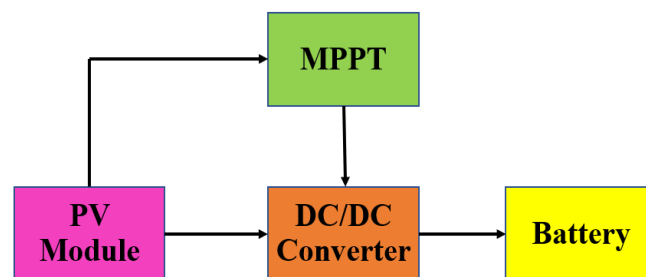 MPPT
PV
Module
DC/DC
Converter
Battery